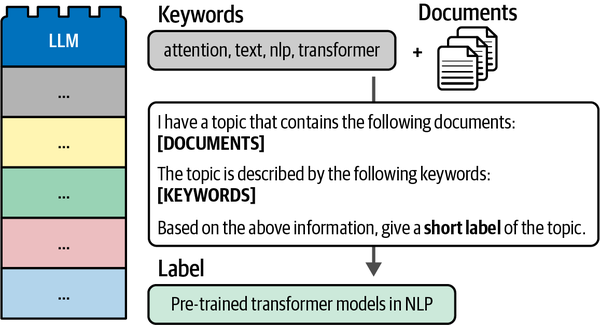 LLM
...
...
...
...
...
Keywords
Documents
attention, text, nlp, transformer
+
I have a topic that contains the following documents:
[DOCUMENTS]
The topic is described by the following keywords:
[KEYWORDS]
Based on the above information, give a short label of the topic.
Label
Pre-trained transformer models in NLP